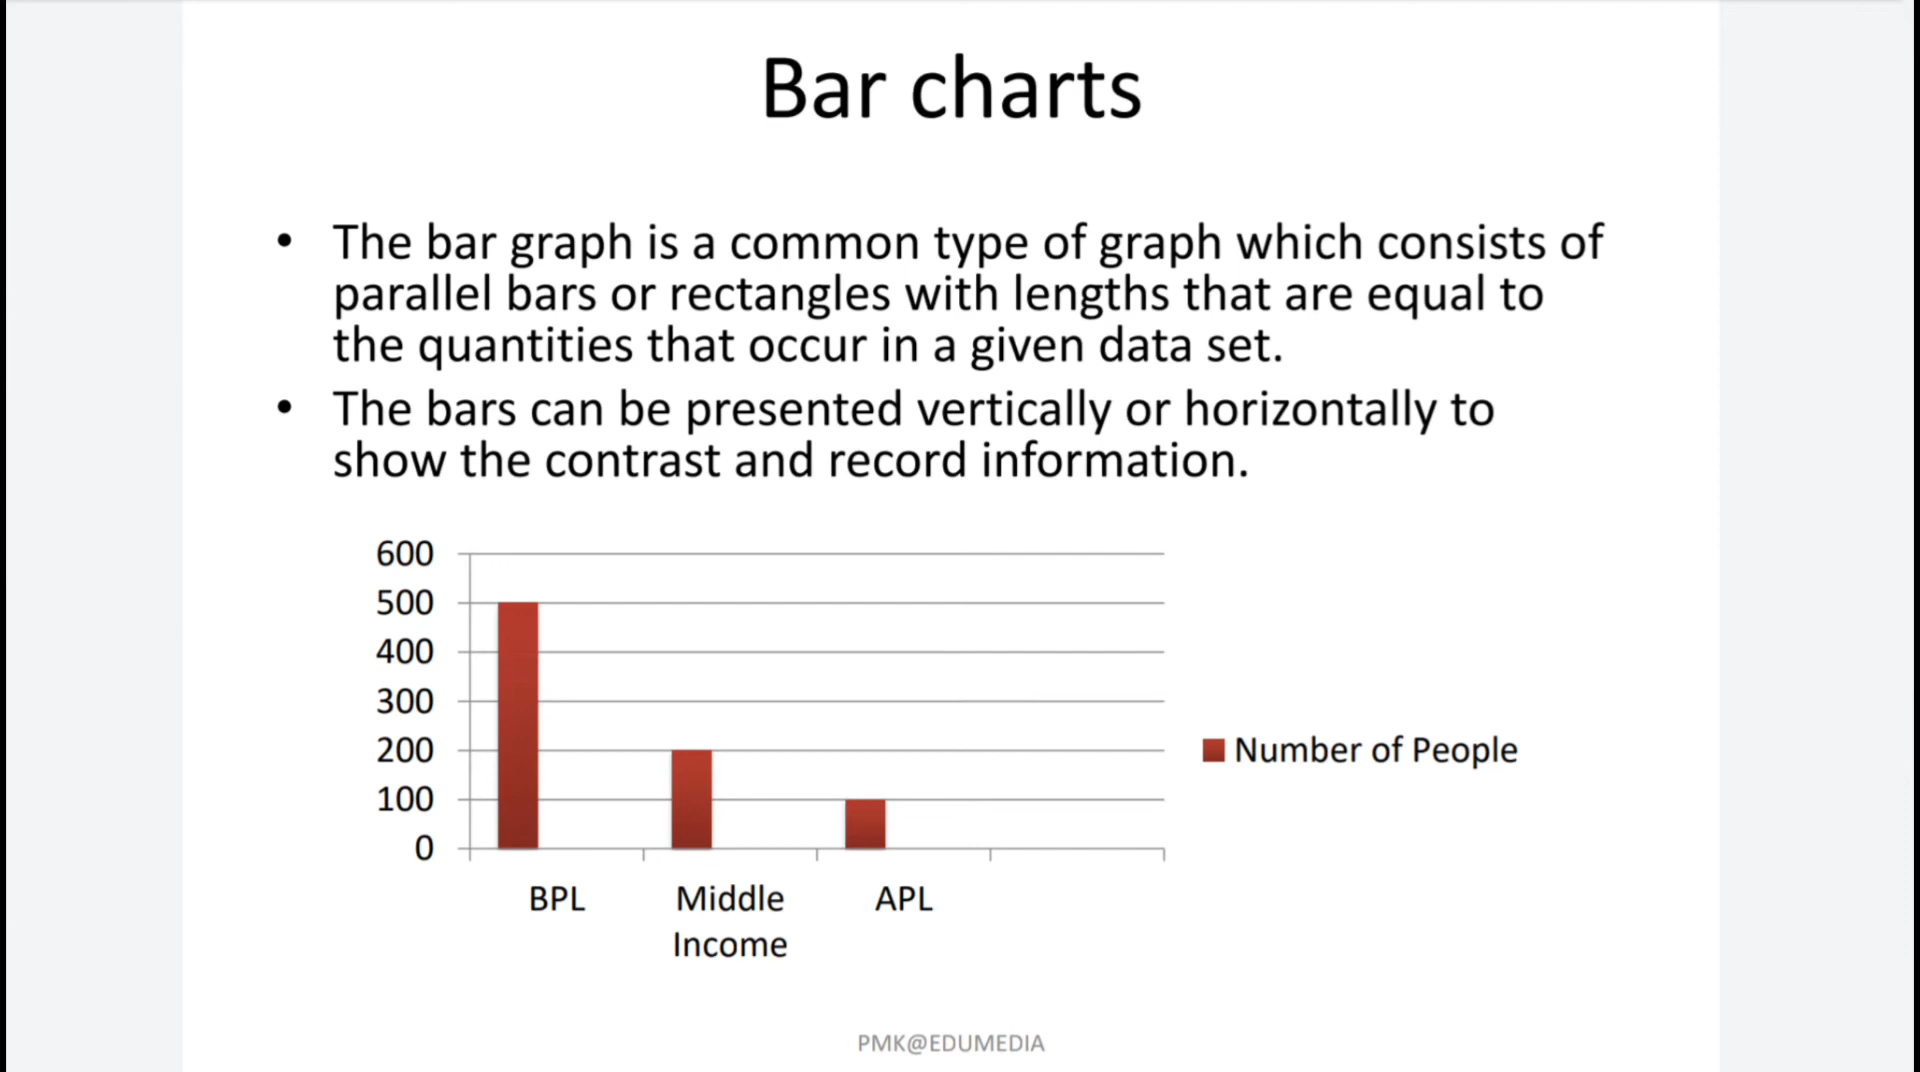 Bar charts
• The bar graph is a common type of graph which consists of
parallel bars or rectangles with lengths that are equal to
the quantities that occur in a given data set.
• The bars can be presented vertically or horizontally to
show the contrast and record information.
600
500
400
300
200
100
0
Number of People
BPL
Middle
Income
APL
PMK@EDUMEDIA